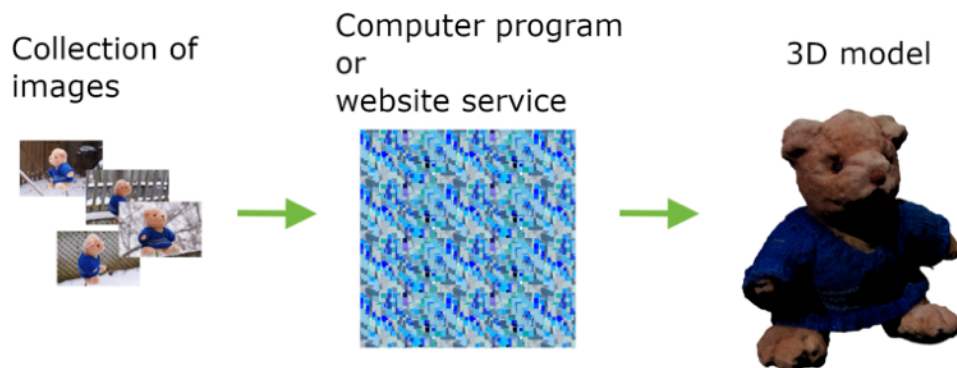 Collection of
images
Computer program
or
website service
3D model